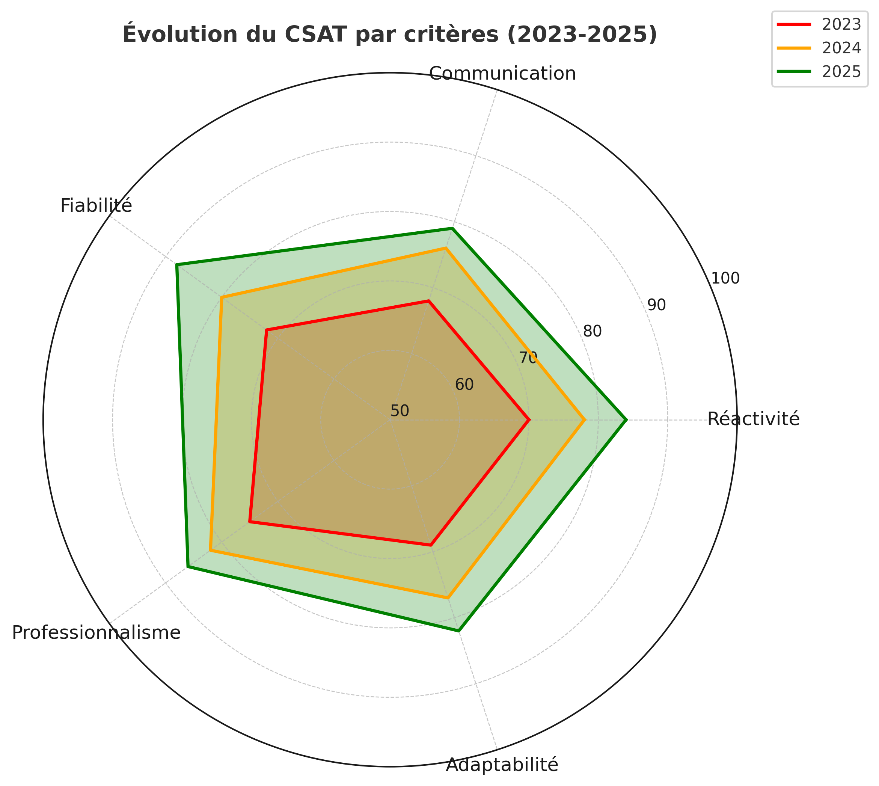 Évolution du CSAT par critères (2023-2025)
2023
2024
2025
Communication
Fiabilité
100
90
80
70
60
50
Réactivité
Professionnalisme
Adaptabilité